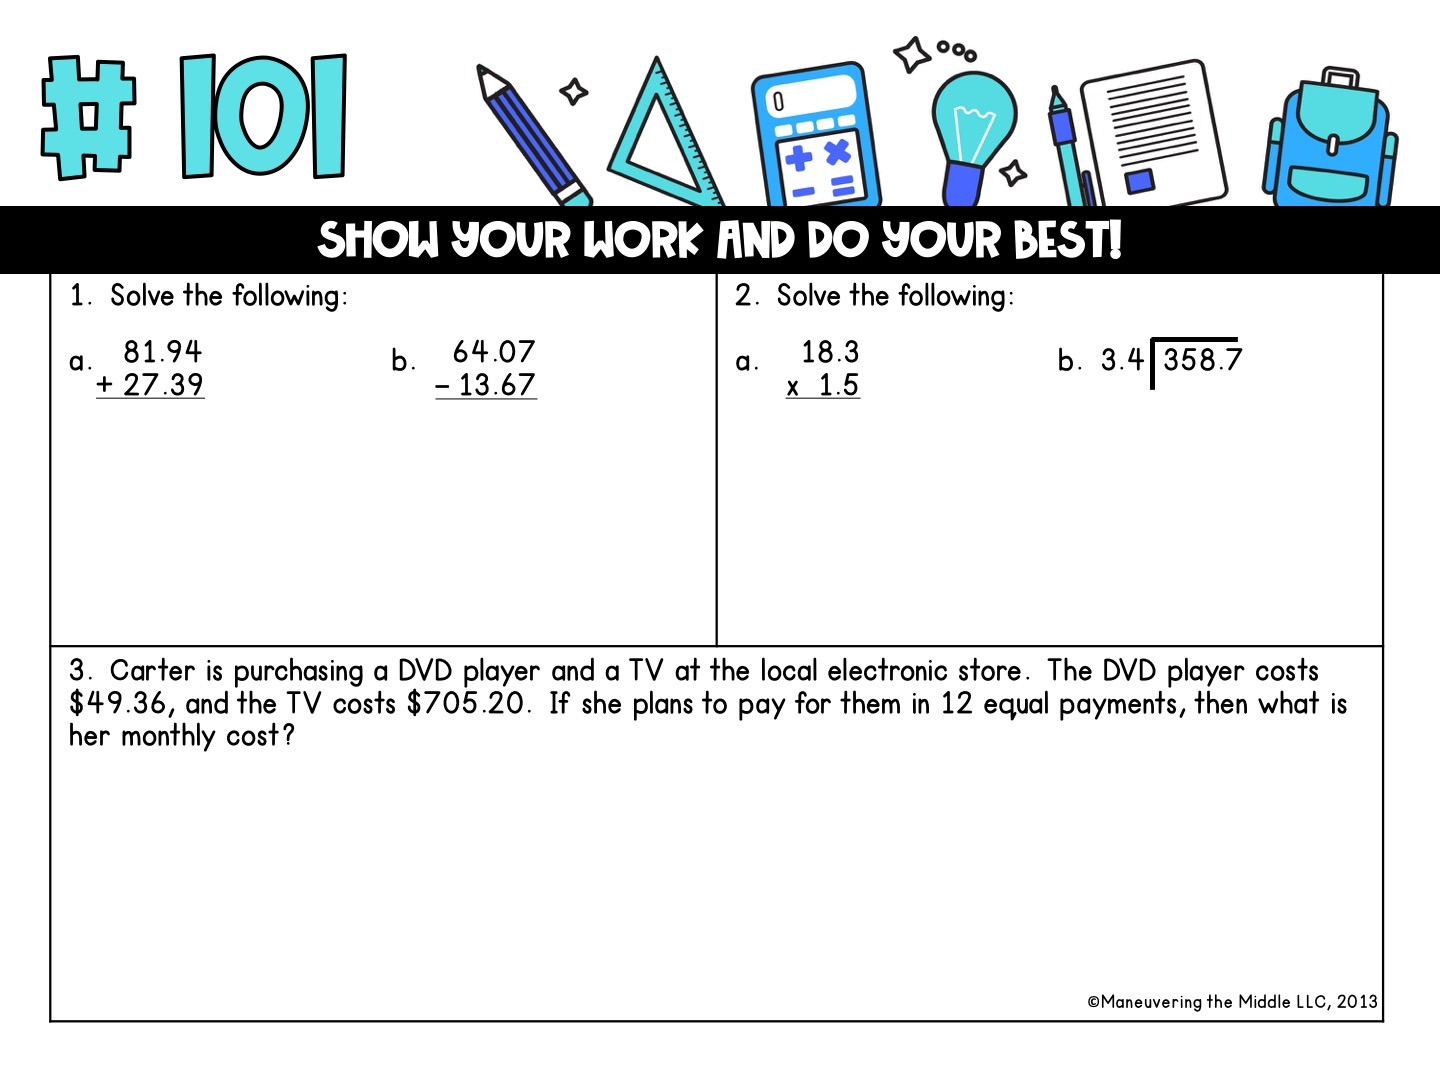 # 101
0
SHOW YOUR WORK AND DO YOUR BEST!
1. Solve the following:
a. 81.94
+ 27.39
b. 64.07
- 13.67
2. Solve the following:
a. 18.3
x 1.5
b. 3.4 358.7
3. Carter is purchasing a DVD player and a TV at the local electronic store. The DVD player costs
$49.36, and the TV costs $705.20. If she plans to pay for them in 12 equal payments, then what is
her monthly cost?
©Maneuvering the Middle LLC, 2013